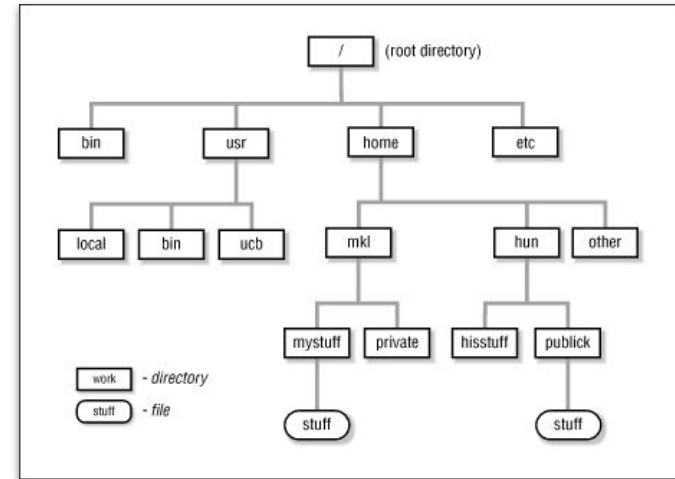 / (root directory)
bin usr home etc
local bin ucb mkl hun other
mystuff private hisstuff publick
work - directory
stuff - file
stuff stuff